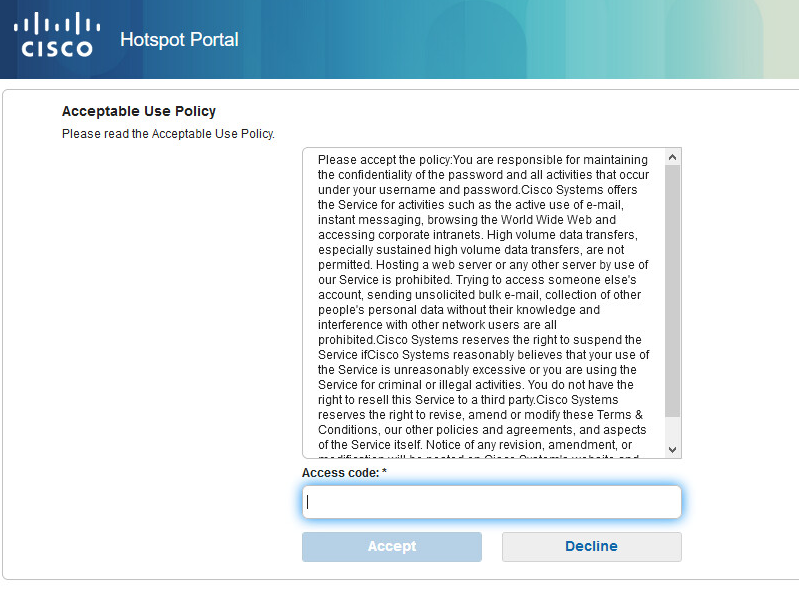 CISCO
Hotspot Portal
Acceptable Use Policy
Please read the Acceptable Use Policy.
Please accept the policy:You are responsible for maintaining
the confidentiality of the password and all activities that occur
under your username and password.Cisco Systems offers
the Service for activities such as the active use of e-mail,
instant messaging, browsing the World Wide Web and
accessing corporate intranets. High volume data transfers,
especially sustained high volume data transfers, are not
permitted. Hosting a web server or any other server by use of
our Service is prohibited. Trying to access someone else's
account, sending unsolicited bulk e-mail, collection of other
people's personal data without their knowledge and
interference with other network users are all
prohibited.Cisco Systems reserves the right to suspend the
Service ifCisco Systems reasonably believes that your use of
the Service is unreasonably excessive or you are using the
Service for criminal or illegal activities. You do not have the
right to resell this Service to a third party.Cisco Systems
reserves the right to revise, amend or modify these Terms &
Conditions, our other policies and agreements, and aspects
of the Service itself. Notice of any revision, amendment, or
modification will be posted on Cisco System's website and
Access code: *
Accept
Decline